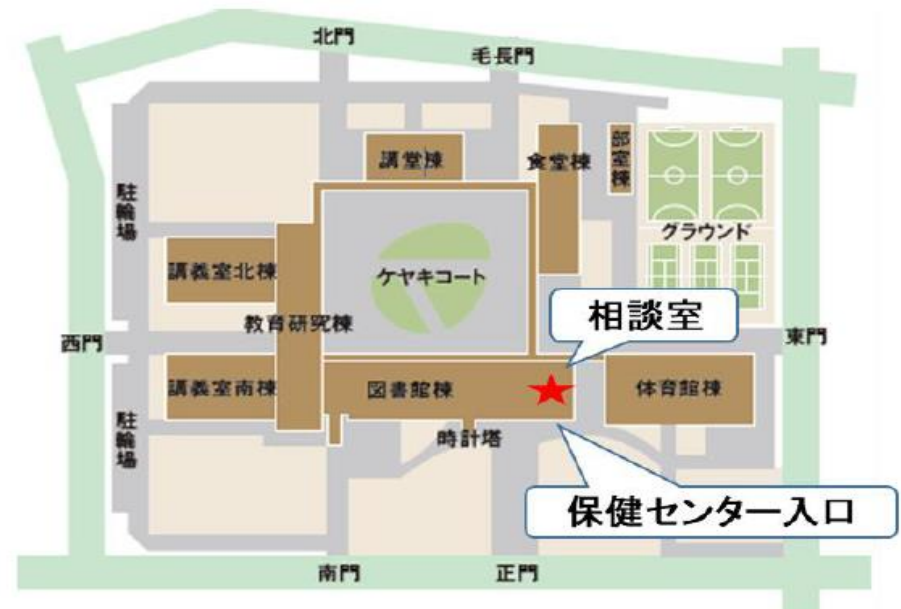 北門
毛長門
講堂棟
食堂棟
部室棟
駐輪場
グラウンド
講義室北棟
ケヤキコート
相談室
教育研究棟
西門
東門
講義室南棟
図書館棟
体育館棟
駐輪場
時計塔
保健センター入口
南門
正門